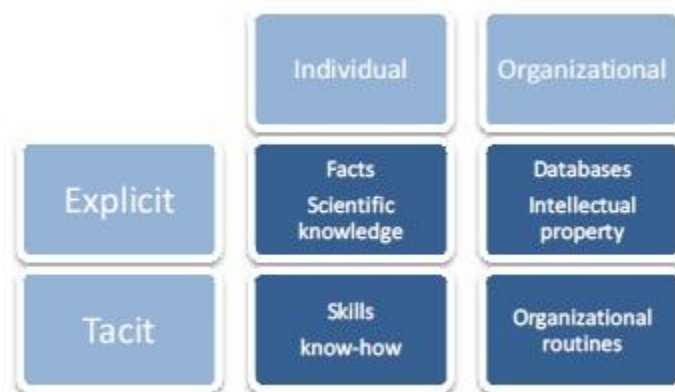 Individual
Organizational
Explicit
Facts
Scientific
knowledge
Databases
Intellectual
property
Tacit
Skills
know-how
Organizational
routines